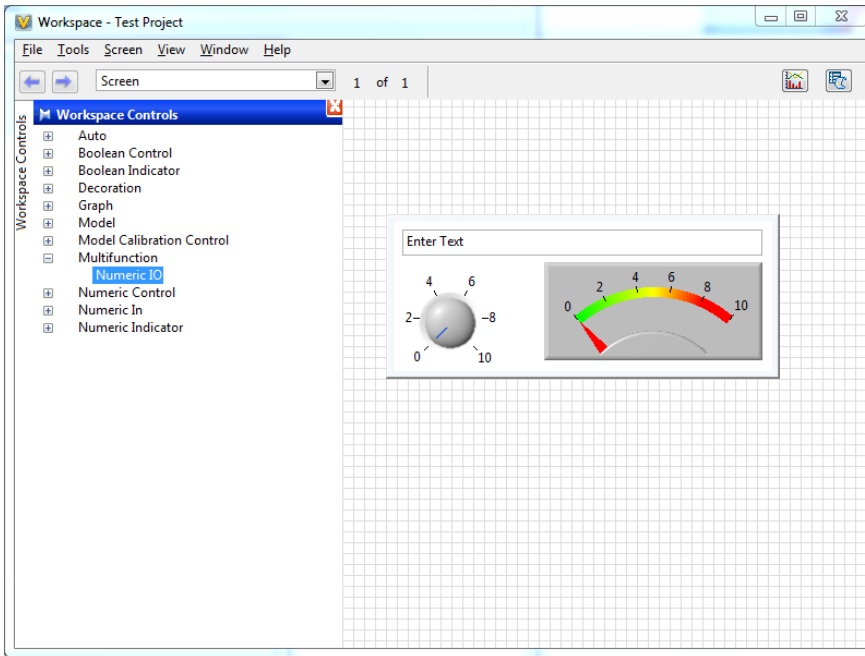 Workspace - Test Project
File Tools Screen View Window Help
Screen 1 of 1
Workspace Controls
Workspace Controls
Auto
Boolean Control
Boolean Indicator
Decoration
Graph
Model
Model Calibration Control
Multifunction
Numeric IO
Numeric Control
Numeric In
Numeric Indicator
Enter Text
0 2 4 6 8 10
0 2 4 6 8 10